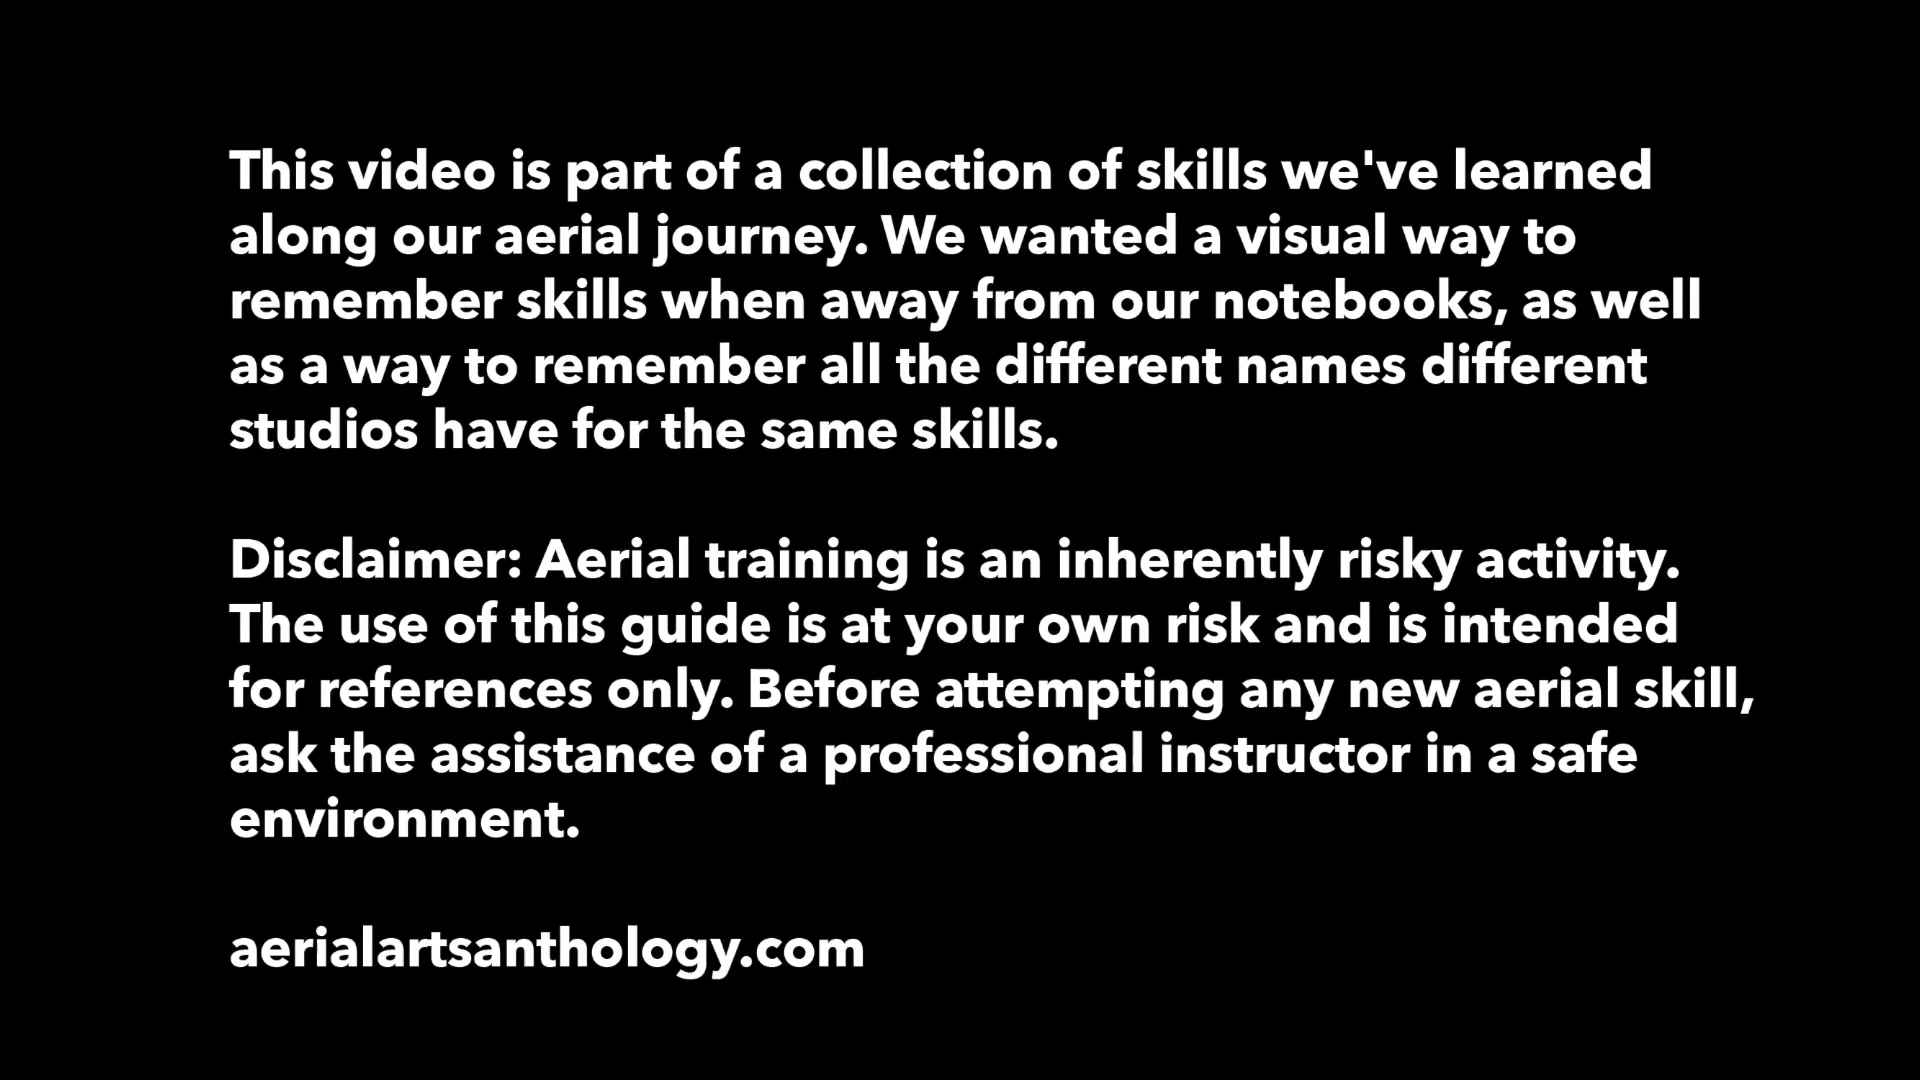 This video is part of a collection of skills we've learned
along our aerial journey. We wanted a visual way to
remember skills when away from our notebooks, as well
as a way to remember all the different names different
studios have for the same skills.
Disclaimer: Aerial training is an inherently risky activity.
The use of this guide is at your own risk and is intended
for references only. Before attempting any new aerial skill,
ask the assistance of a professional instructor in a safe
environment.
aerialartsanthology.com